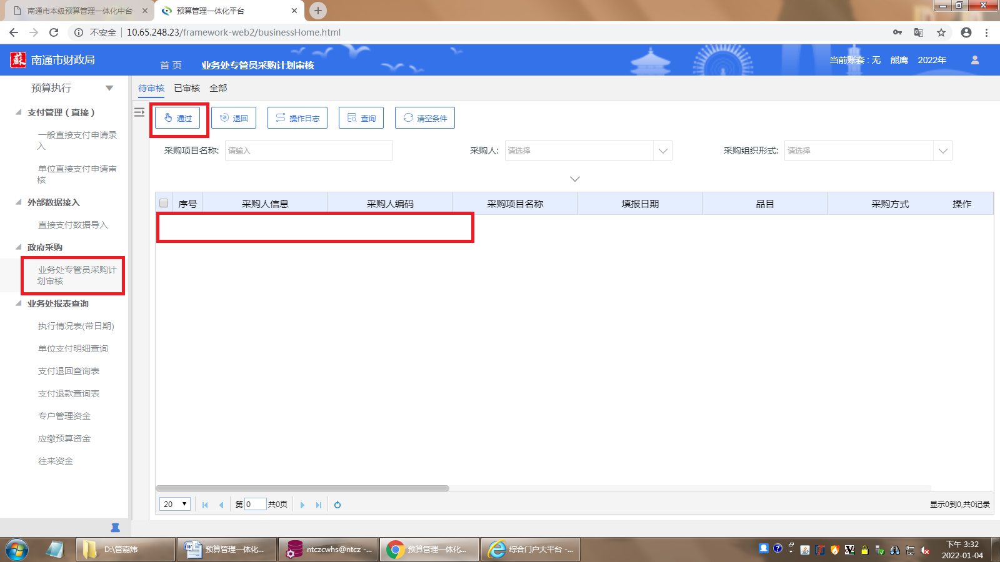 南通市本级预算管理一体化中台
预算管理一体化平台
不安全 10.65.248.23/framework-web2/businessHome.html
蘇 南通市财政局
首 页 业务处专管员采购计划审核
当前账套 : 无 熊鹰 2022年
预算执行
待审核 已审核 全部
支付管理 ( 直接 )
一般直接支付申请录
入
单位直接支付申请审
核
外部数据接入
直接支付数据导入
政府采购
业务处专管员采购计
划审核
业务处报表查询
执行情况表(带日期)
单位支付明细查询
支付退回查询表
支付退款查询表
专户管理资金
应缴预算资金
往来资金
通过 退回 操作日志 查询 清空条件
采购项目名称: 请输入 采购人: 请选择 采购组织形式: 请选择
序号 采购人信息 采购人编码 采购项目名称 填报日期 品目 采购方式 操作
20 第 0 共0页 显示0到0,共0记录
D:\管嘉炜
预算管理一体化...
ntczcwhs@ntcz -...
预算管理一体化...
综合门户大平台 -...
下午 3:32
2022-01-04